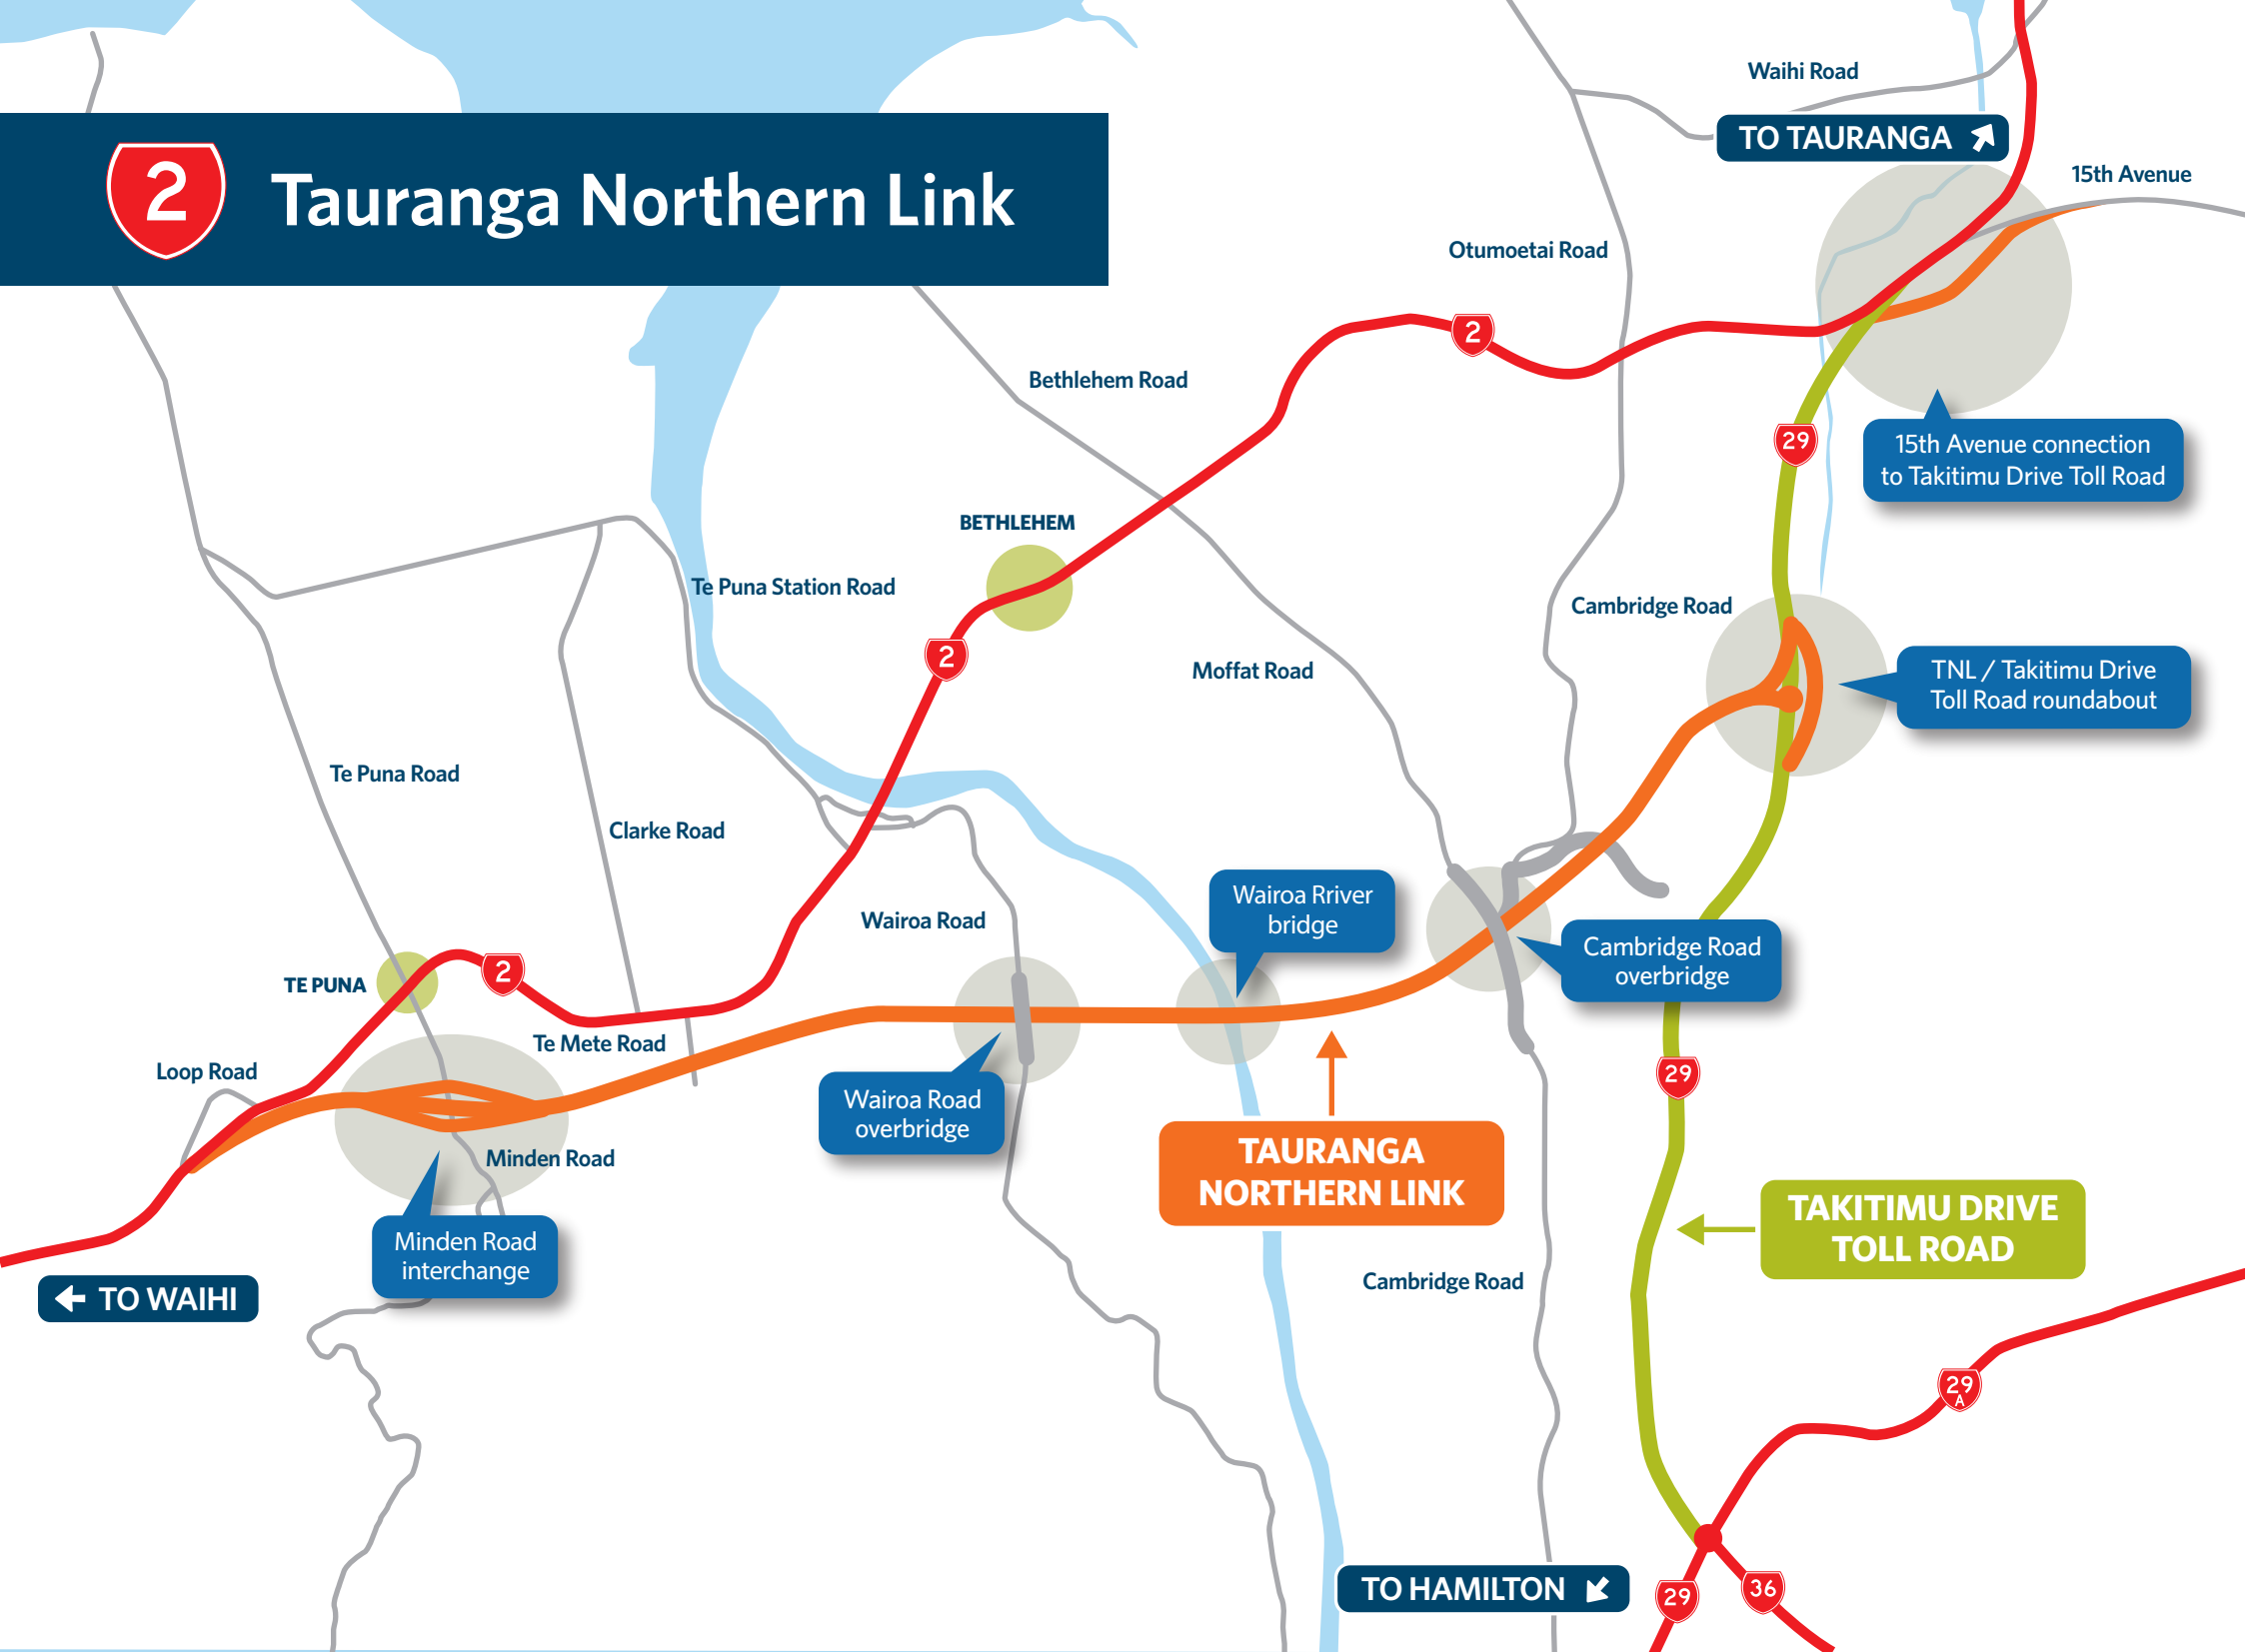 2
Tauranga Northern Link
Waihi Road
TO TAURANGA
15th Avenue
Otumoetai Road
2
Bethlehem Road
29
15th Avenue connection
to Takitimu Drive Toll Road
BETHLEHEM
Te Puna Station Road
Cambridge Road
2
Moffat Road
TNL / Takitimu Drive
Toll Road roundabout
Te Puna Road
Clarke Road
Wairoa Road
Wairoa Rriver
bridge
Cambridge Road
overbridge
TE PUNA
2
Te Mete Road
Loop Road
29
Wairoa Road
overbridge
TAURANGA
NORTHERN LINK
Minden Road
TAKITIMU DRIVE
TOLL ROAD
Minden Road
interchange
Cambridge Road
TO WAIHI
29
A
TO HAMILTON
29
36